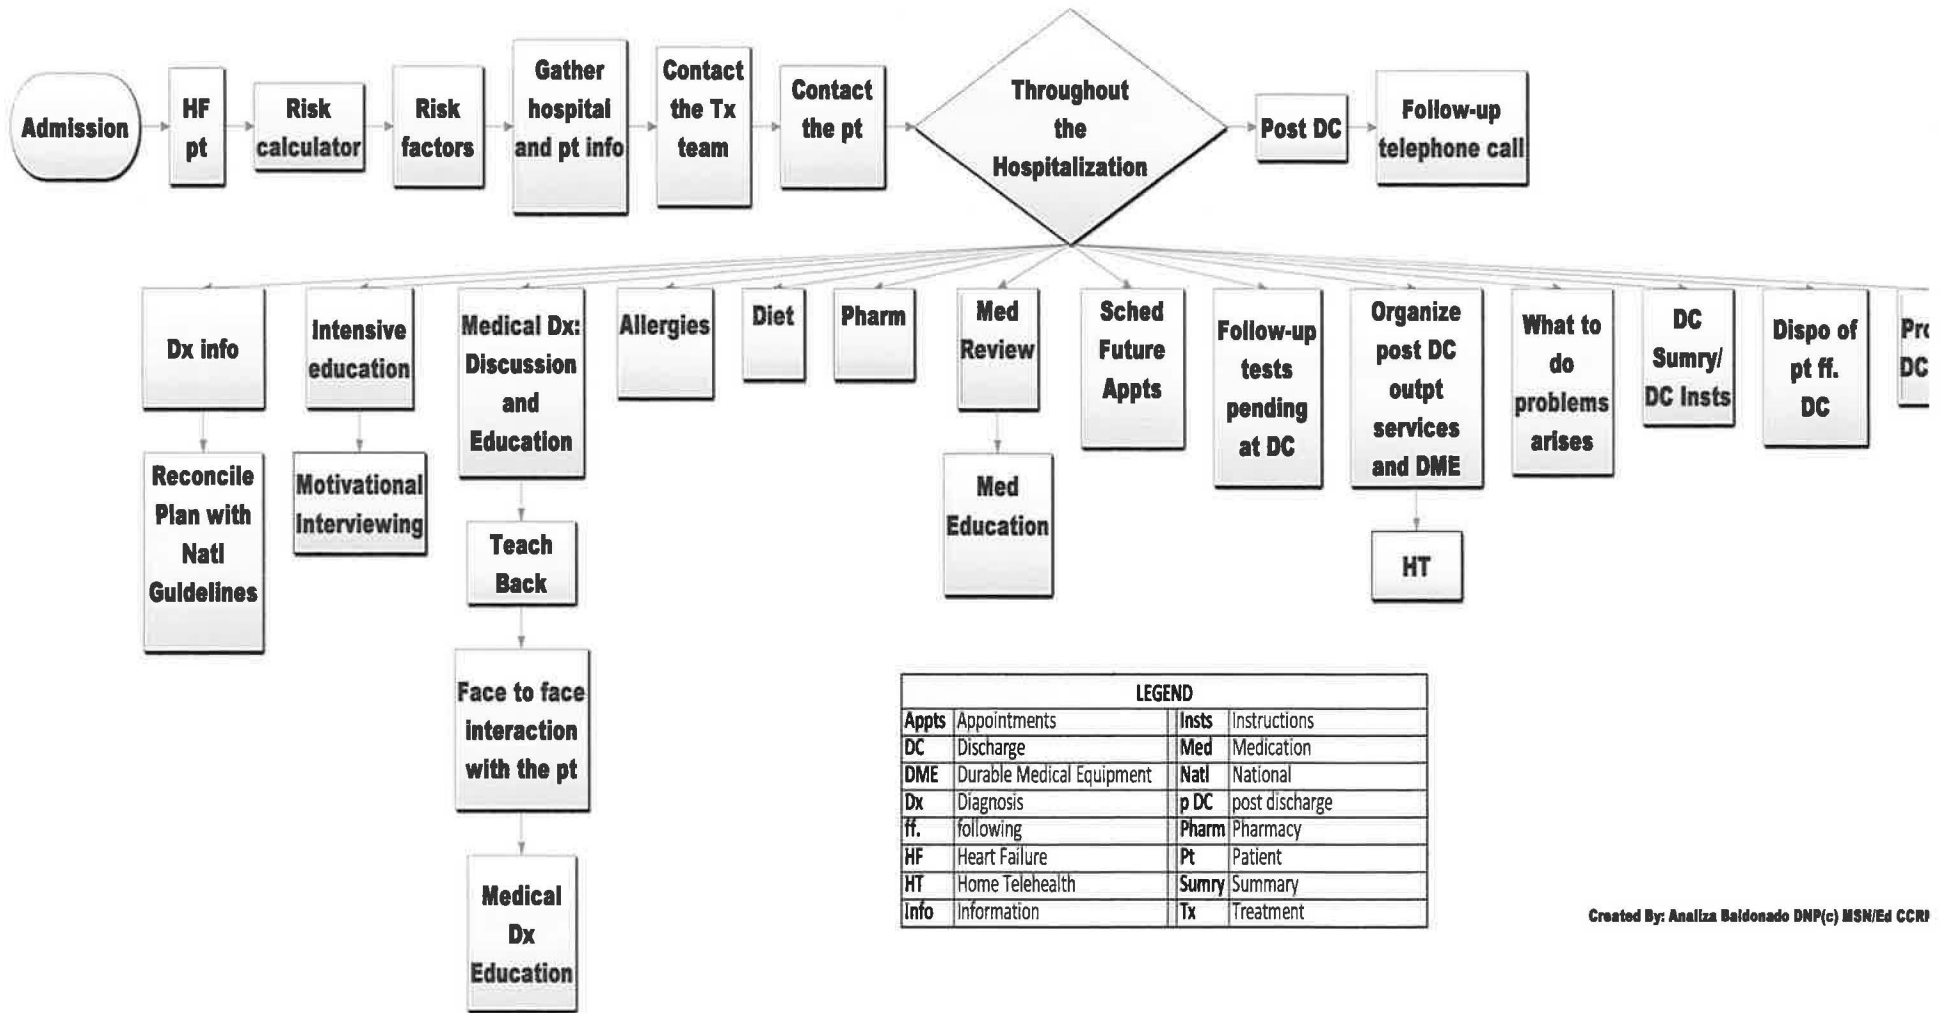 Admission
HF
pt
Risk
calculator
Risk
factors
Gather
hospital
and pt info
Contact
the Tx
team
Contact
the pt
Throughout
the
Hospitalization
Post DC
Follow-up
telephone call
Dx info
Intensive
education
Medical Dx:
Discussion
and
Education
Allergies
Diet
Pharm
Med
Review
Sched
Future
Appts
Follow-up
tests
pending
at DC
Organize
post DC
outpt
services
and DME
What to
do
problems
arises
DC
Sumry/
DC Insts
Dispo of
pt ff.
DC
DC
Reconcile
Plan with
Natl
Guidelines
Motivational
Interviewing
Teach
Back
Face to face
interaction
with the pt
Medical
Dx
Education
Med
Education
HT
LEGEND
Appts Appointments Insts Instructions
DC Discharge Med Medication
DME Durable Medical Equipment Natl National
Dx Diagnosis p DC post discharge
ff. following Pharm Pharmacy
HF Heart Failure Pt Patient
HT Home Telehealth Sumry Summary
Info Information Tx Treatment
Created By: Analiza Baldonado DNP(c) MSN/Ed